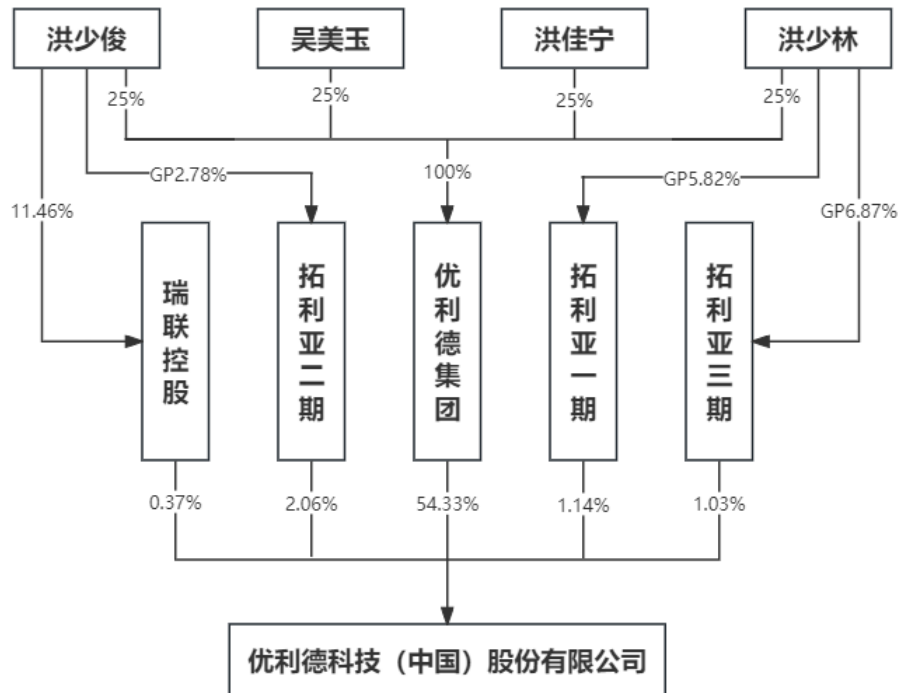 洪少俊
吴美玉
洪佳宁
洪少林
25%
25%
25%
25%
GP2.78%
100%
GP5.82%
11.46%
GP6.87%
瑞联控股
拓利亚二期
优利德集团
拓利亚一期
拓利亚三期
0.37%
2.06%
54.33%
1.14%
1.03%
优利德科技（中国）股份有限公司